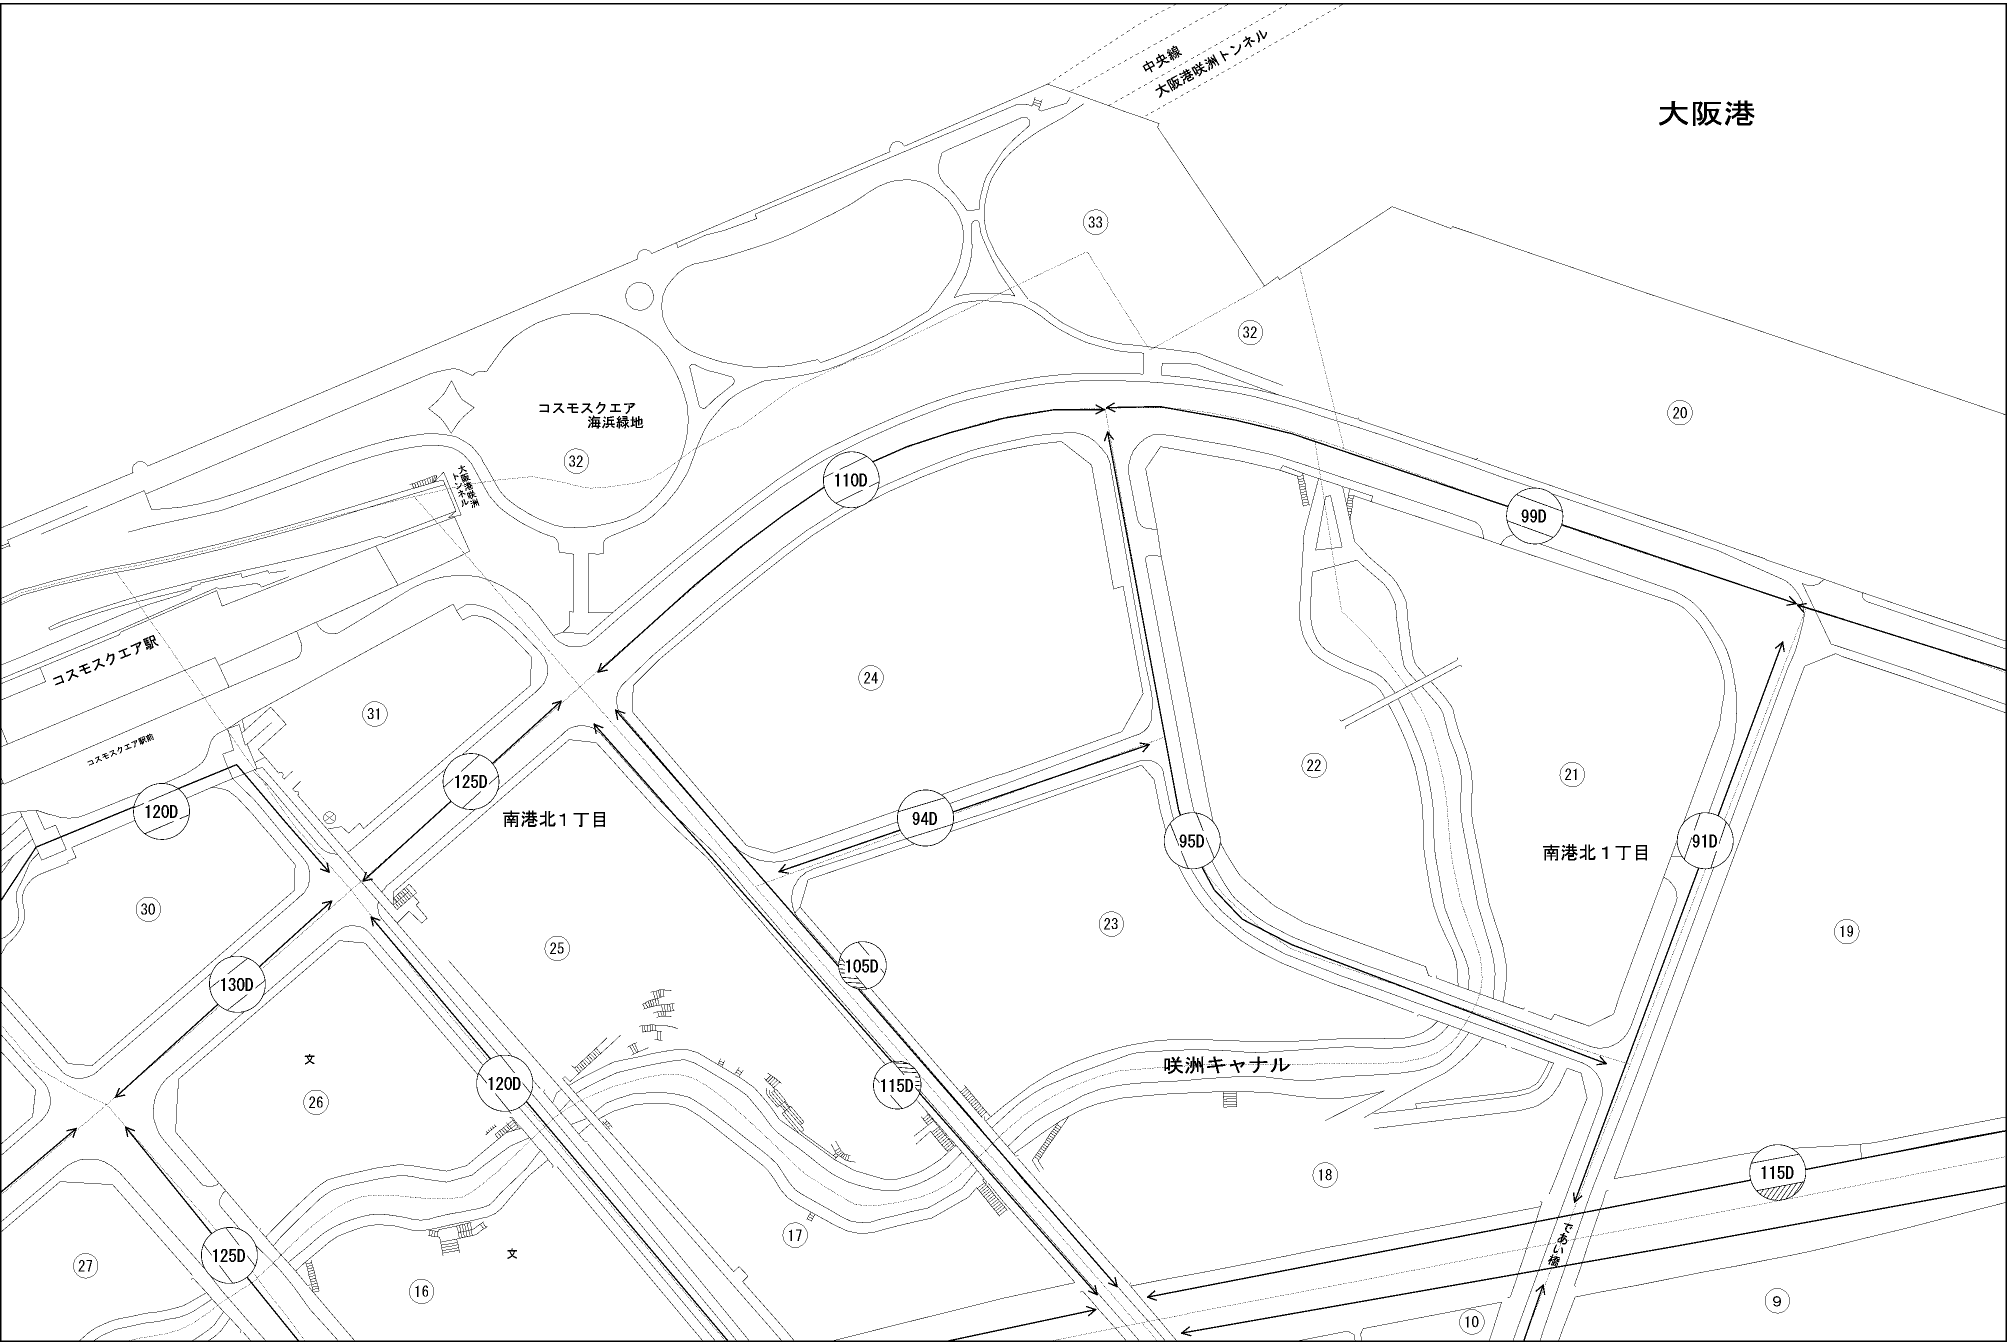 中央線
大阪港咲洲トンネル
大阪港
33
32
20
コスモスクエア
海浜緑地
32
大阪港咲洲
トンネル
110D
99D
コスモスクエア駅
24
31
コスモスクエア駅前
22
21
125D
120D
南港北1丁目
94D
95D
91D
南港北1丁目
30
23
19
25
105D
130D
文
咲洲キャナル
120D
115D
26
18
115D
17
であい橋
125D
文
27
16
9
10